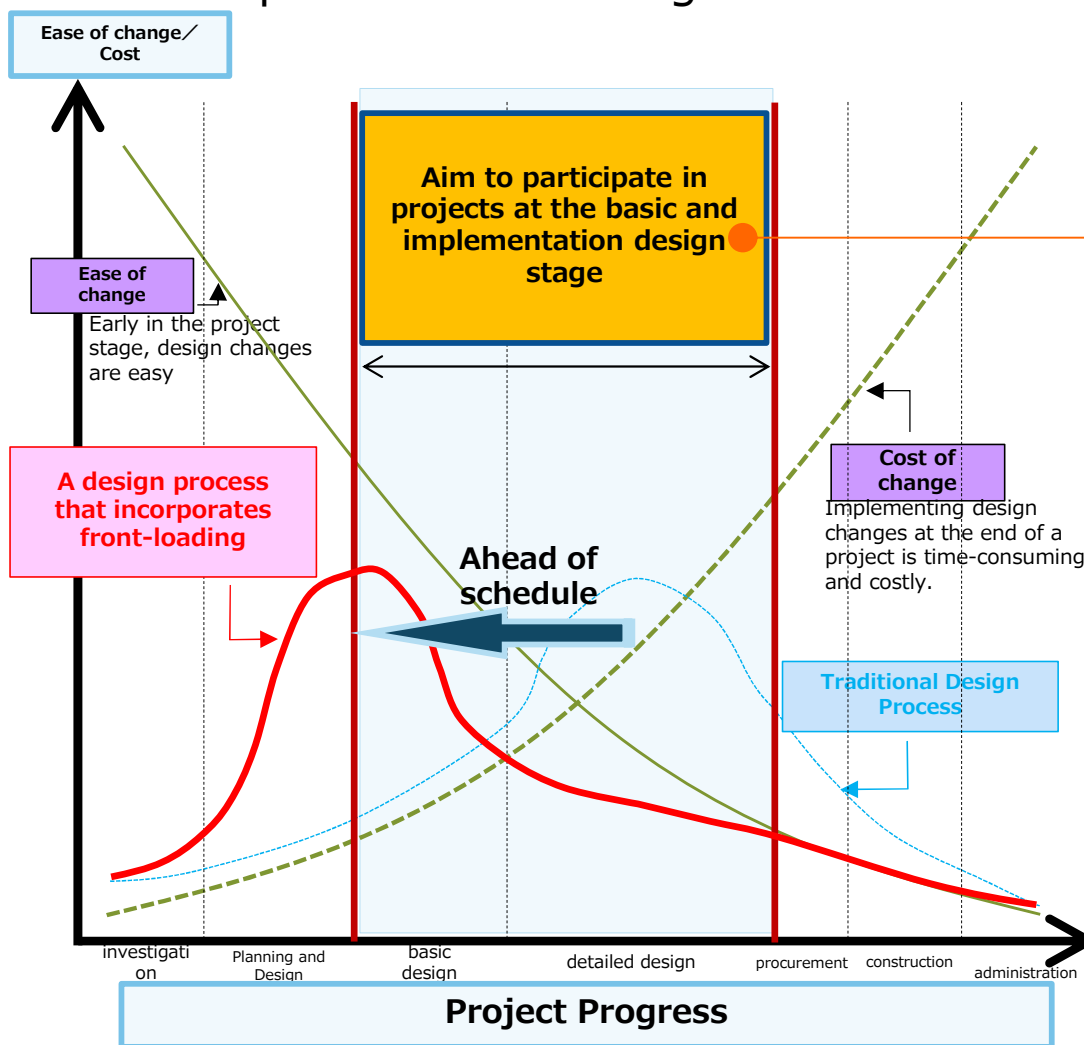 Ease of change／
Cost
Aim to participate in
projects at the basic and
implementation design
stage
Ease of
change
Early in the project
stage, design changes
are easy
A design process
that incorporates
front-loading
Cost of
change
Implementing design
changes at the end of a
project is time-consuming
and costly.
Ahead of
schedule
Traditional Design
Process
investigati
on
Planning and
Design
basic
design
detailed design
procurement
construction
administration
Project Progress